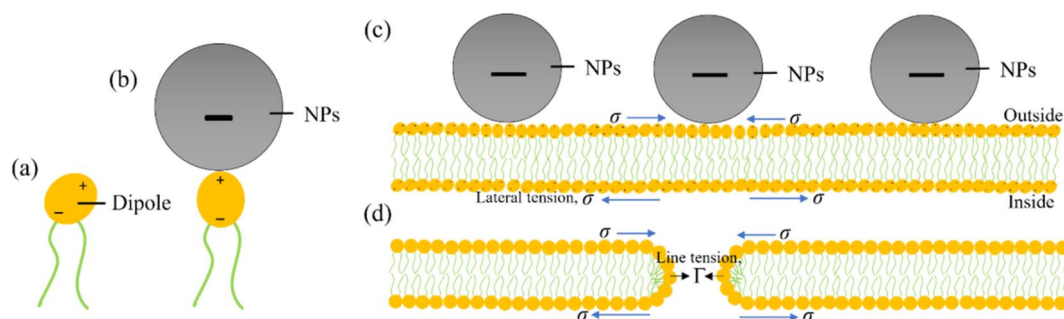 (a)
+
−
Dipole
(b)
−
NPs
+
−
(c)
− NPs
− NPs
− NPs
σ σ
Outside
Lateral tension, σ σ
Inside
(d)
σ σ
Line tension,
Γ
σ σ